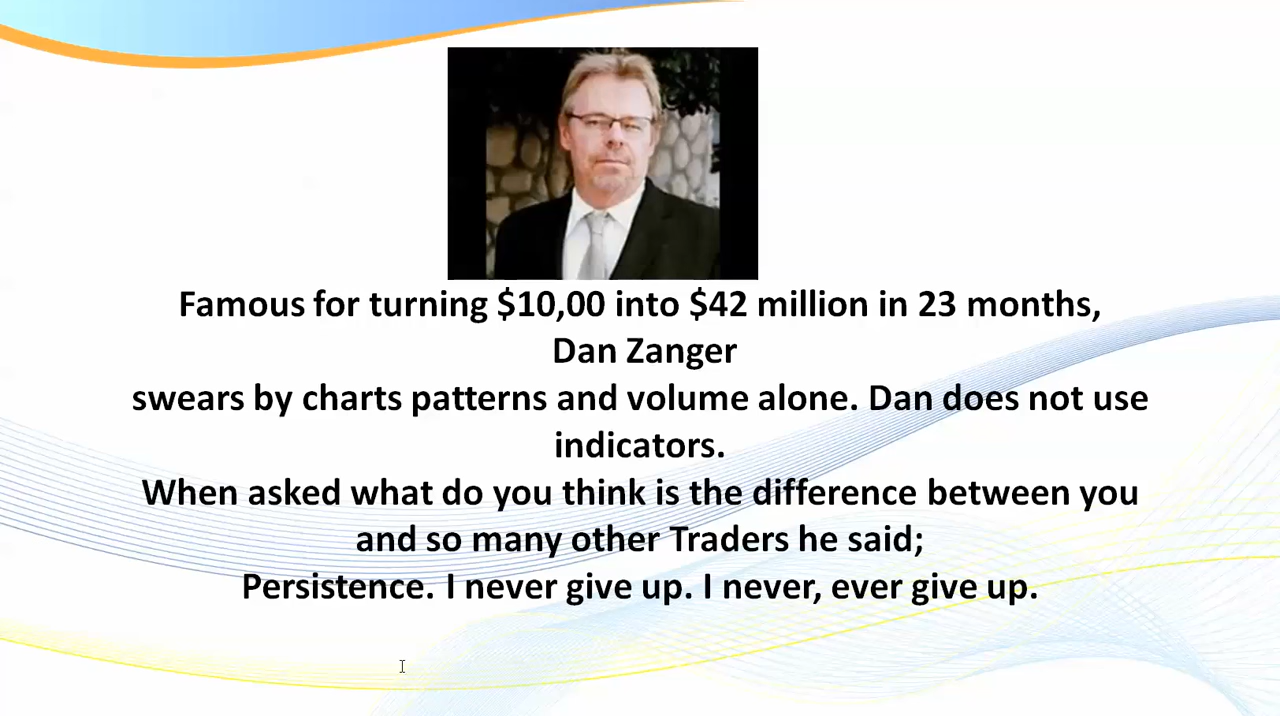 Famous for turning $10,00 into $42 million in 23 months,
Dan Zanger
swears by charts patterns and volume alone. Dan does not use
indicators.
When asked what do you think is the difference between you
and so many other Traders he said;
Persistence. I never give up. I never, ever give up.